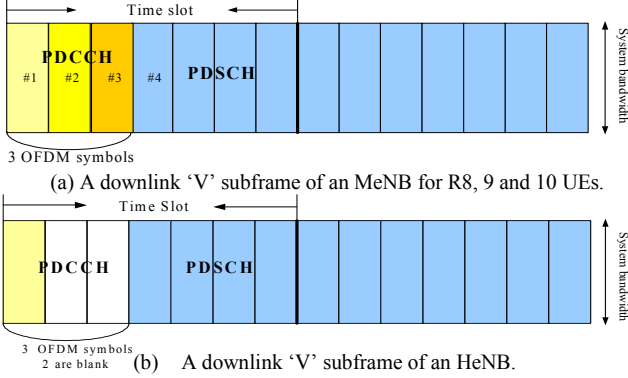 Time slot
PDCCH
#1 #2 #3 #4 PDSCH
System bandwidth
3 OFDM symbols
(a) A downlink ‘V’ subframe of an MeNB for R8, 9 and 10 UEs.
Time Slot
PDCCH PDSCH
System bandwidth
3 OFDM symbols
2 are blank
(b) A downlink ‘V’ subframe of an HeNB.